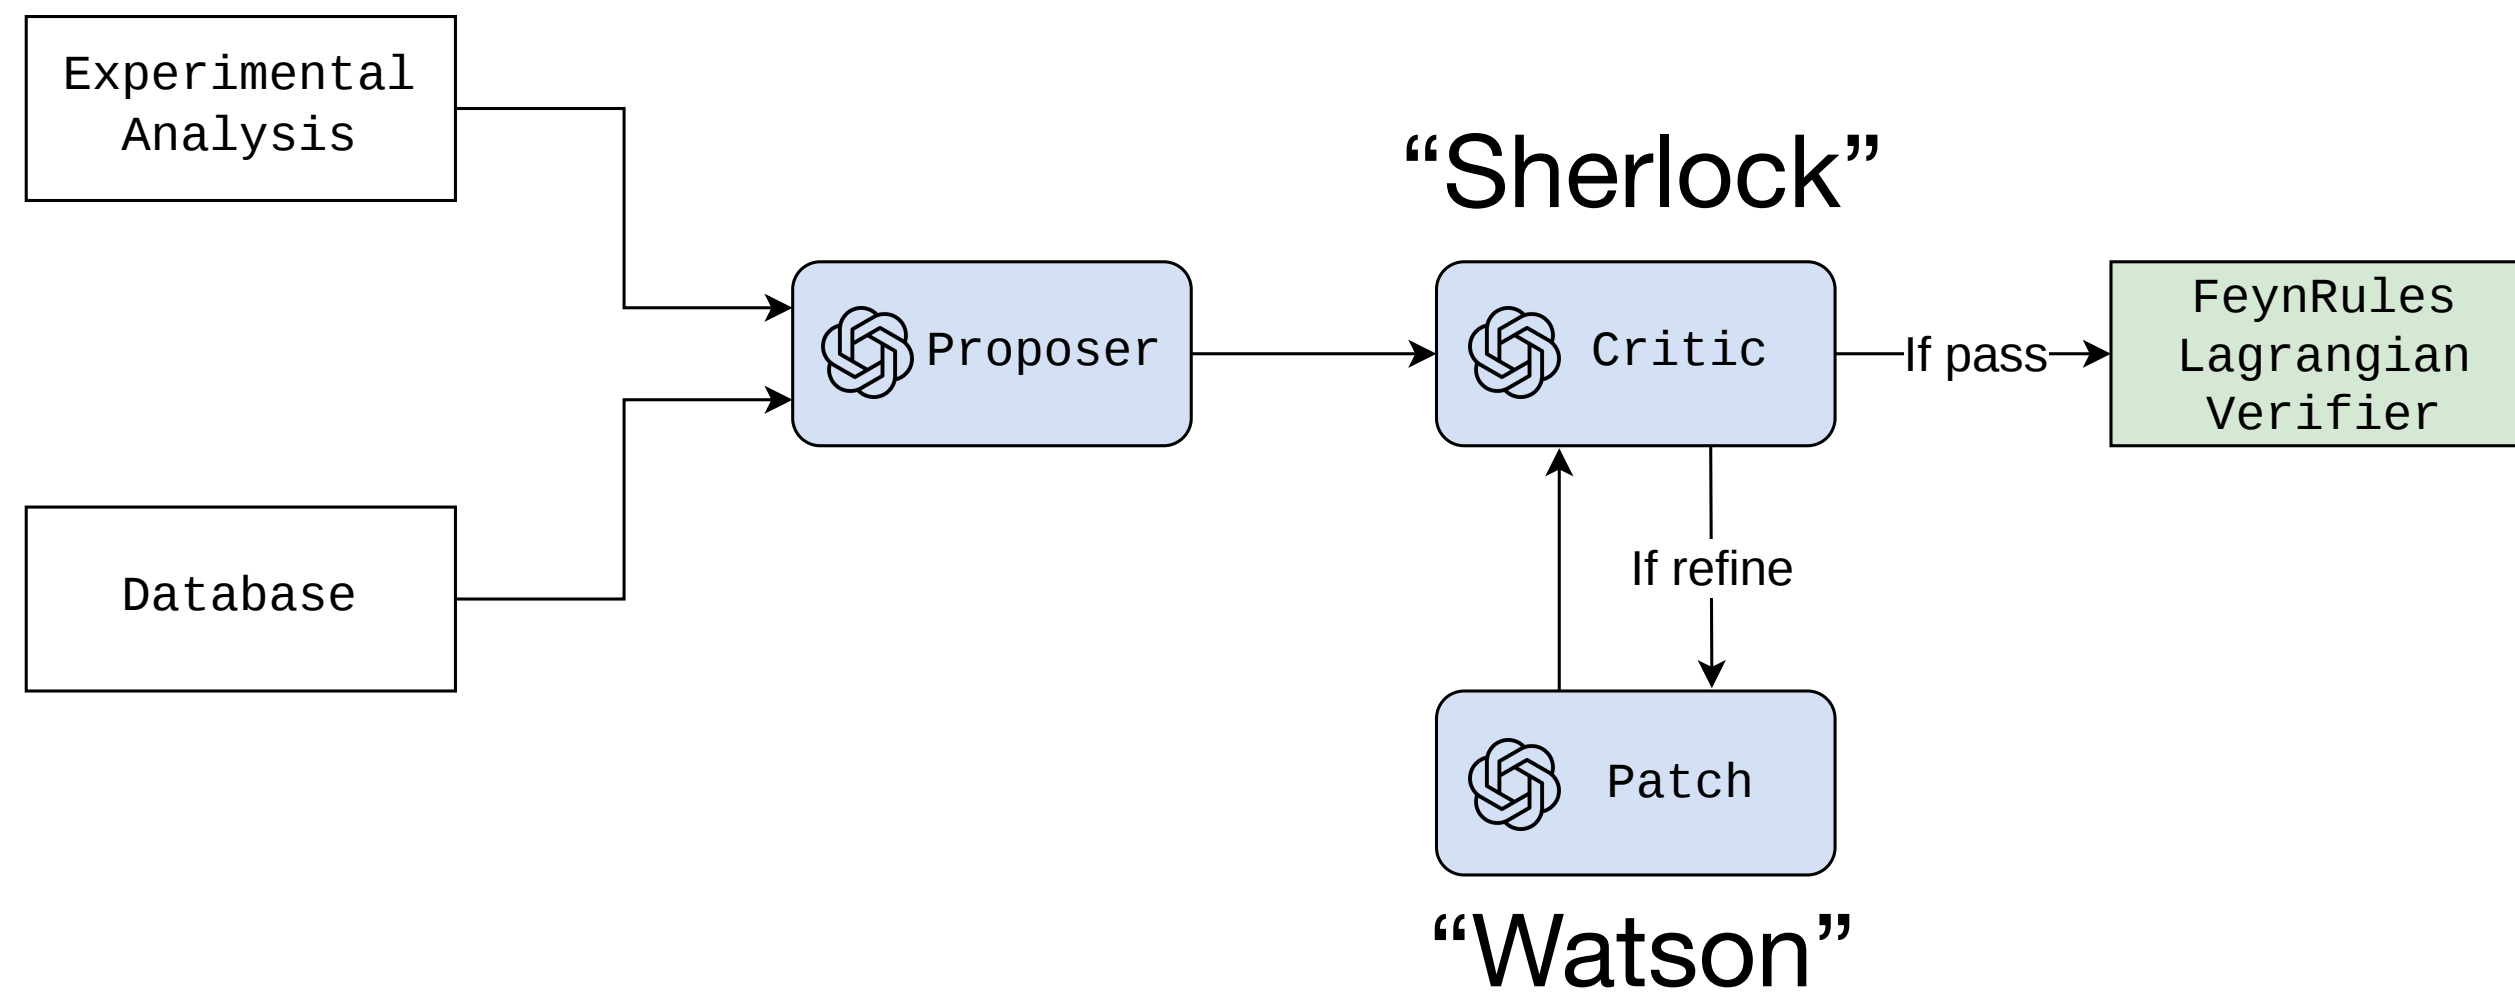 Experimental
Analysis
“Sherlock”
Proposer
Critic
If pass
FeynRules
Lagrangian
Verifier
If refine
Database
Patch
“Watson”